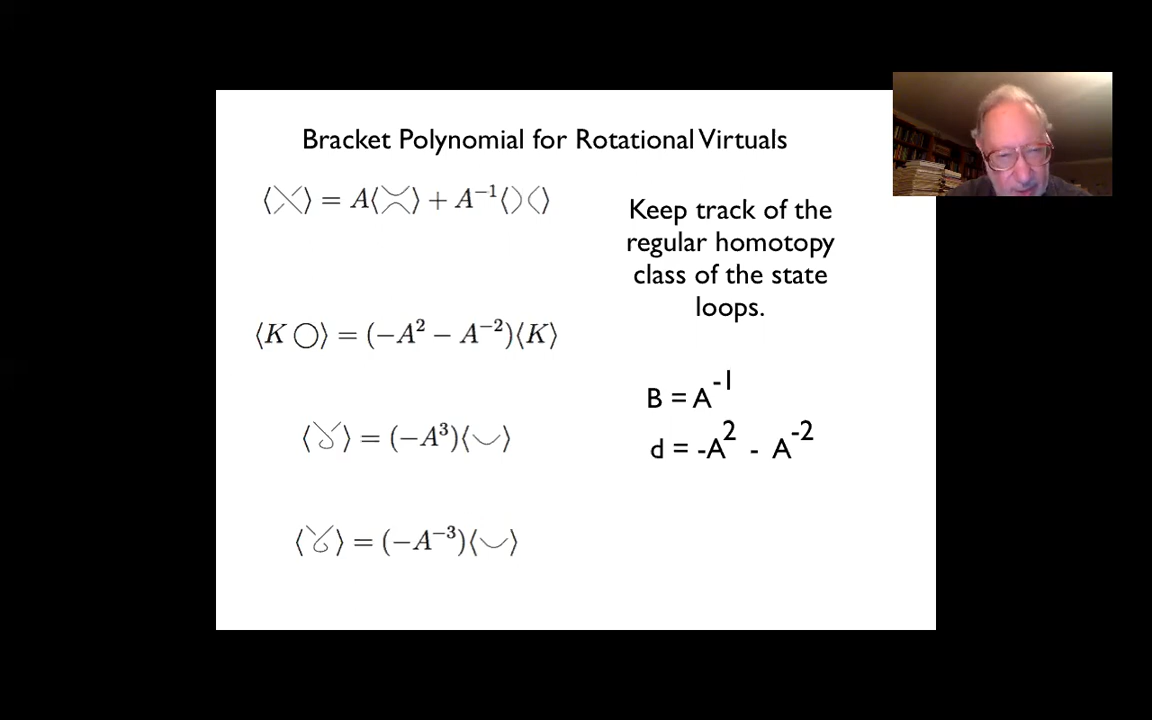 Bracket Polynomial for Rotational Virtuals
⟨⤫⟩ = A⟨≍⟩ + A⁻¹⟨)(⟩
Keep track of the
regular homotopy
class of the state
loops.
⟨K ◯⟩ = (−A² − A⁻²)⟨K⟩
B = A⁻¹
d = -A² - A⁻²
⟨ ⟩ = (−A³)⟨⌣⟩
⟨ ⟩ = (−A⁻³)⟨⌣⟩